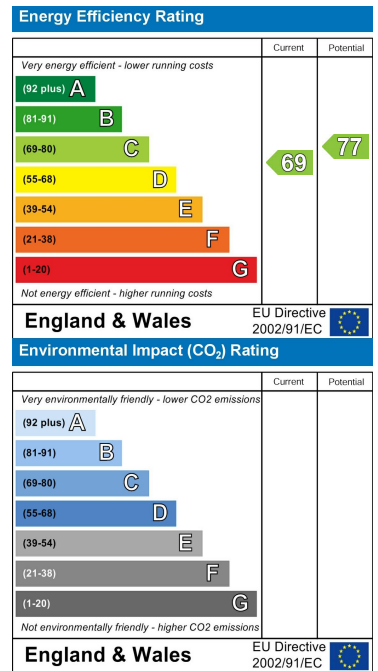 Energy Efficiency Rating
Current Potential
Very energy efficient - lower running costs
(92 plus) A
(81-91) B
(69-80) C
(55-68) D
(39-54) E
(21-38) F
(1-20) G
69 77
Not energy efficient - higher running costs
England & Wales
EU Directive
2002/91/EC
Environmental Impact (CO₂) Rating
Current Potential
Very environmentally friendly - lower CO2 emissions
(92 plus) A
(81-91) B
(69-80) C
(55-68) D
(39-54) E
(21-38) F
(1-20) G
Not environmentally friendly - higher CO2 emissions
England & Wales
EU Directive
2002/91/EC